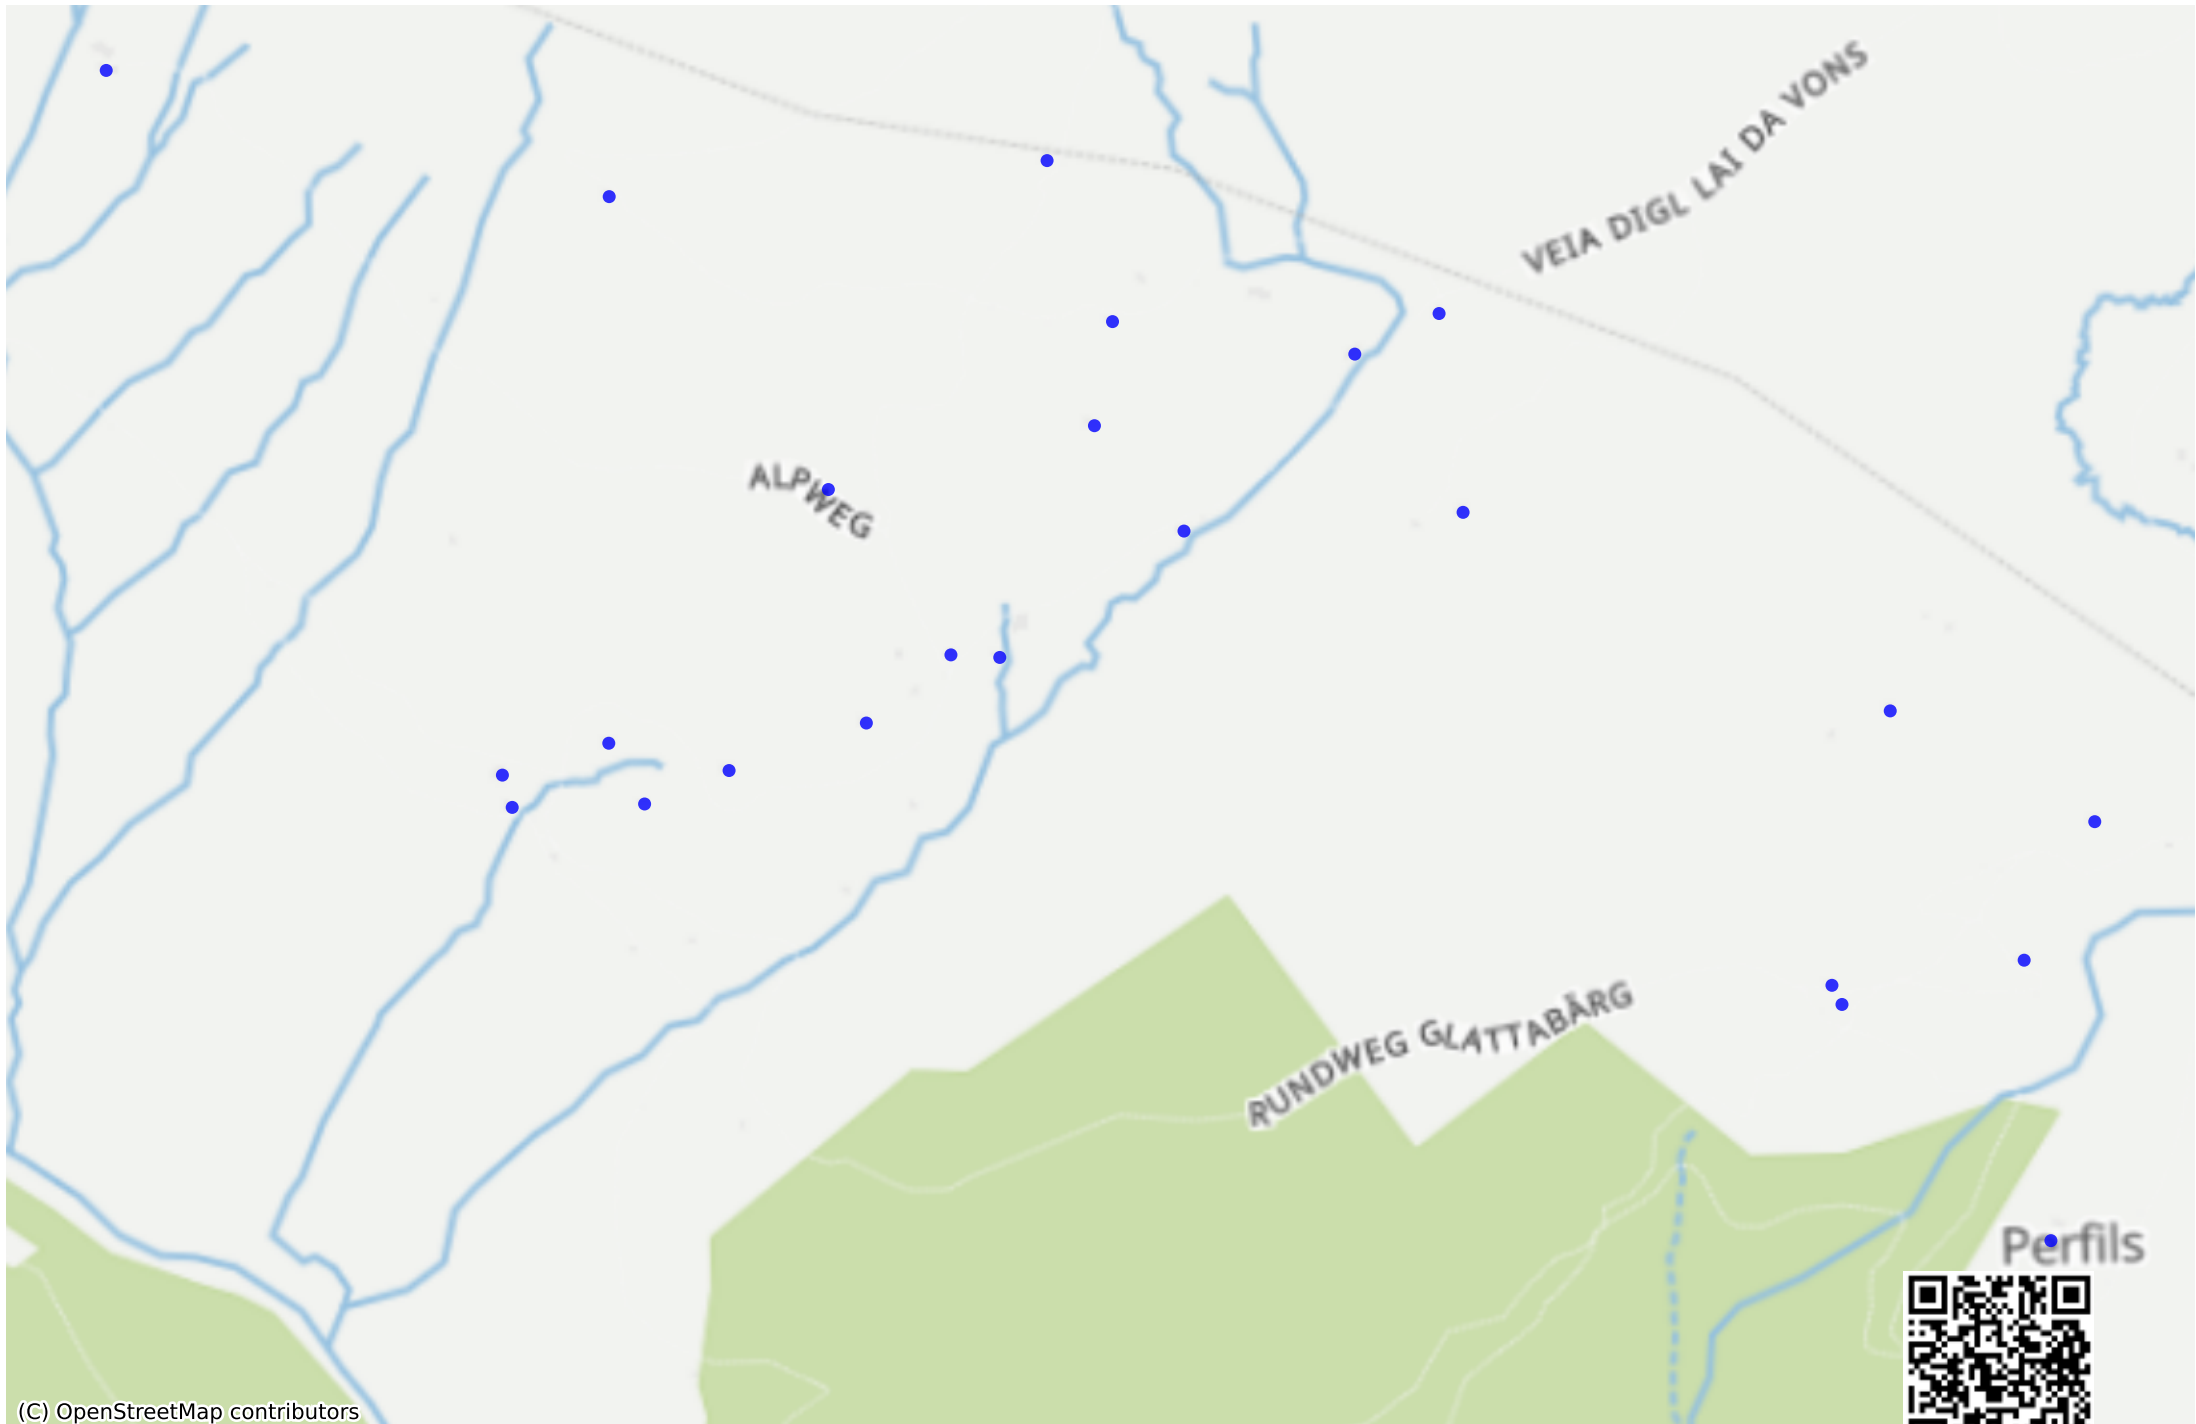 VEIA DIGL LAI DA VONS
ALPWEG
RUNDWEG GLATTABÄRG
Perfils
(C) OpenStreetMap contributors